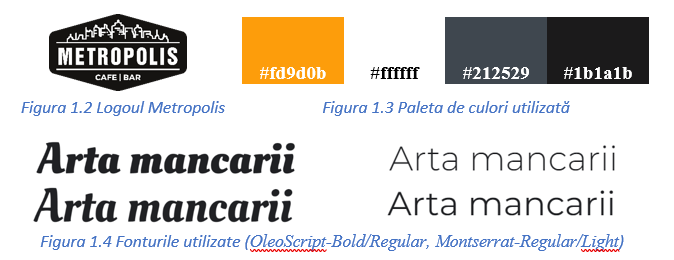 METROPOLIS
CAFE | BAR
#fd9d0b #ffffff #212529 #1b1a1b
Figura 1.2 Logoul Metropolis
Figura 1.3 Paleta de culori utilizată
Arta mancarii
Arta mancarii
Arta mancarii
Arta mancarii
Figura 1.4 Fonturile utilizate (OleoScript-Bold/Regular, Montserrat-Regular/Light)